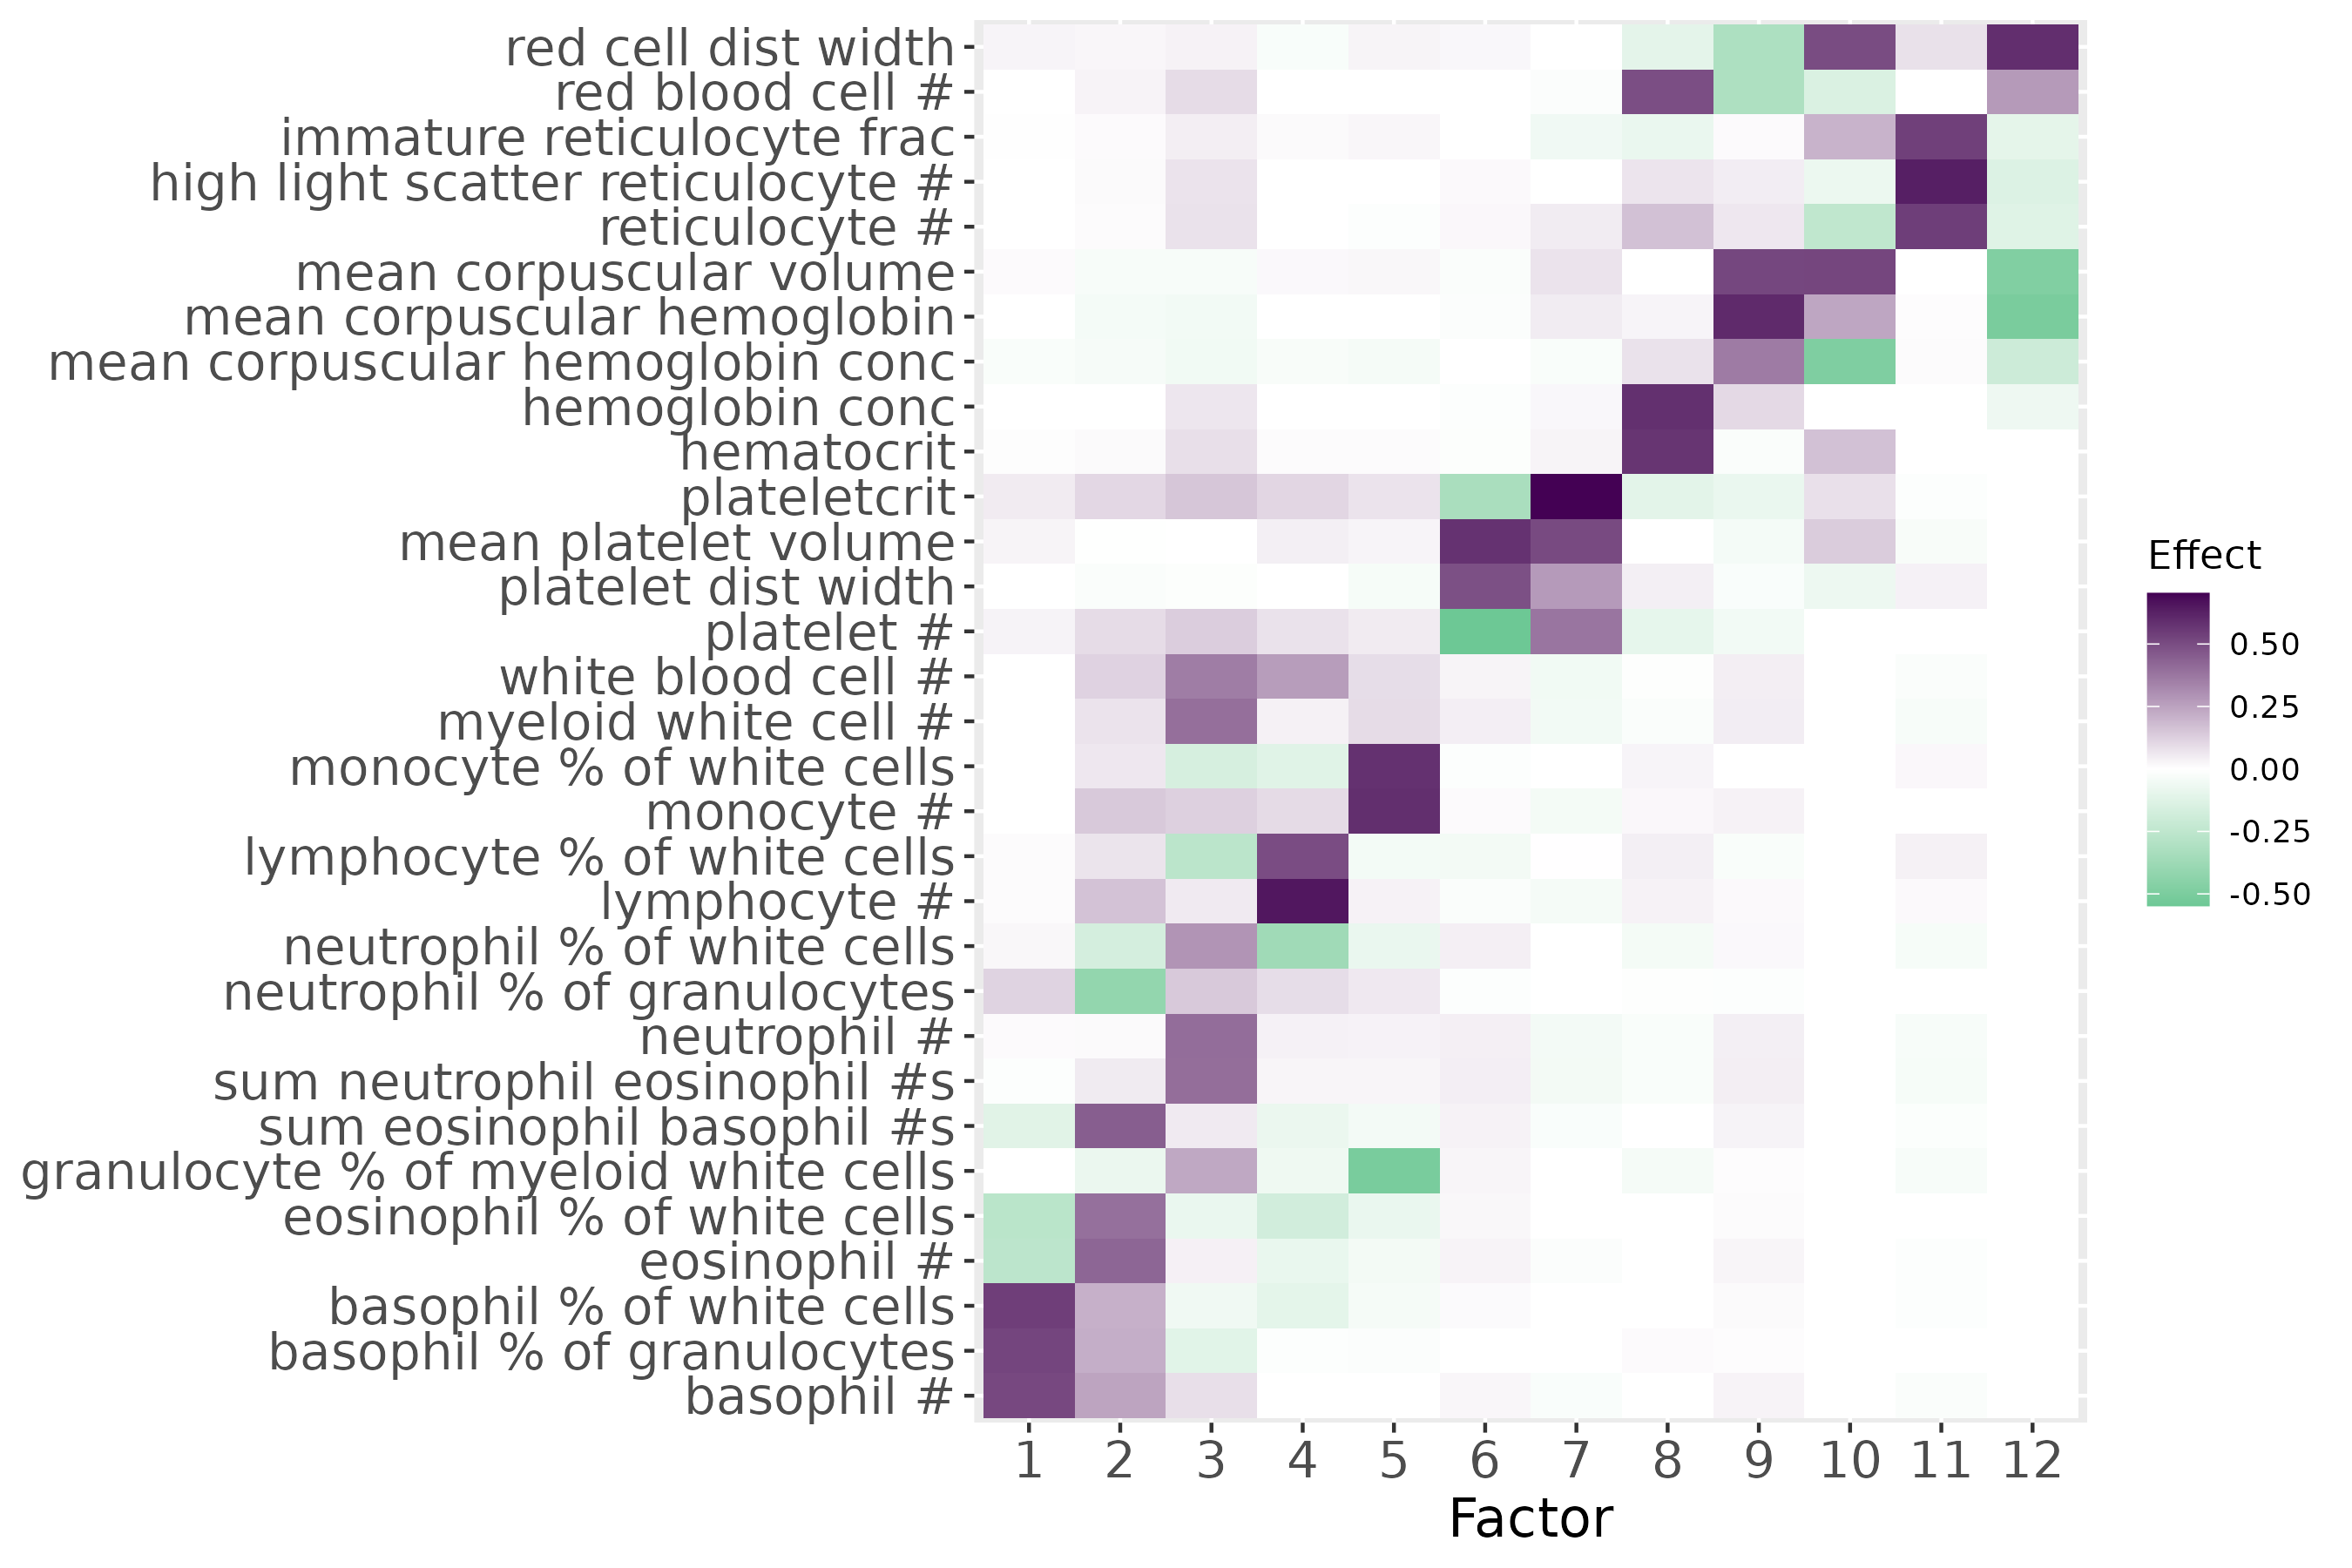 red cell dist width
red blood cell #
immature reticulocyte frac
high light scatter reticulocyte #
reticulocyte #
mean corpuscular volume
mean corpuscular hemoglobin
mean corpuscular hemoglobin conc
hemoglobin conc
hematocrit
plateletcrit
mean platelet volume
platelet dist width
platelet #
white blood cell #
myeloid white cell #
monocyte % of white cells
monocyte #
lymphocyte % of white cells
lymphocyte #
neutrophil % of white cells
neutrophil % of granulocytes
neutrophil #
sum neutrophil eosinophil #s
sum eosinophil basophil #s
granulocyte % of myeloid white cells
eosinophil % of white cells
eosinophil #
basophil % of white cells
basophil % of granulocytes
basophil #
1 2 3 4 5 6 7 8 9 10 11 12
Factor
Effect
0.50
0.25
0.00
-0.25
-0.50